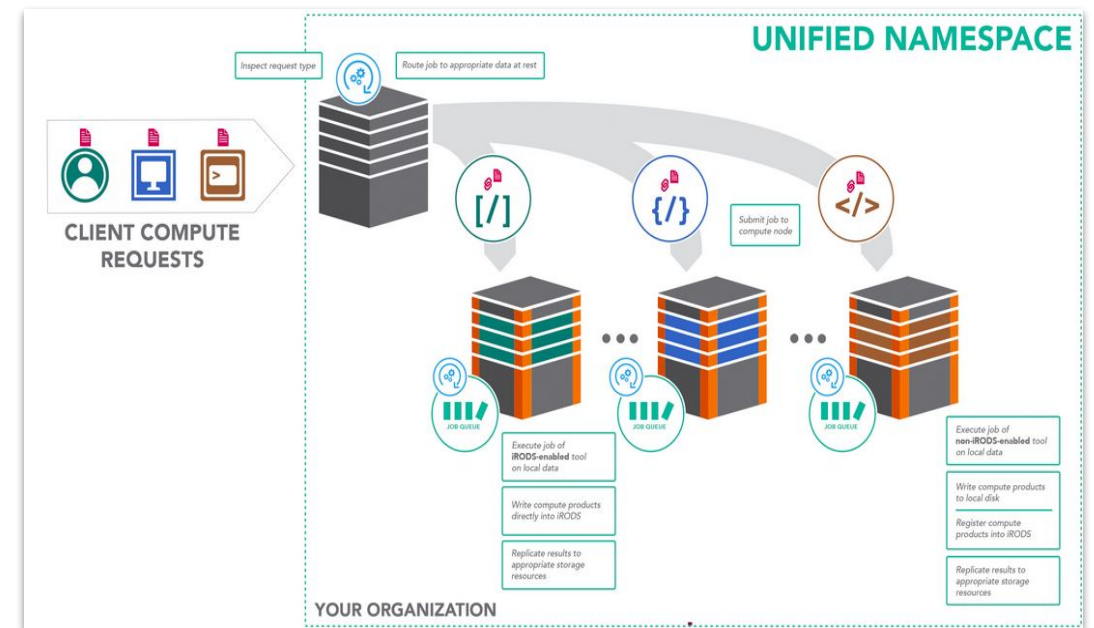 UNIFIED NAMESPACE
Inspect request type
Route job to appropriate data at rest
CLIENT COMPUTE
REQUESTS
[/]
{/}
</>
>_
Submit job to
compute node
JOB QUEUE
JOB QUEUE
JOB QUEUE
Execute job of
iRODS-enabled tool
on local data
Write compute products
directly into iRODS
Replicate results to
appropriate storage
resources
Execute job of
non-iRODS-enabled tool
on local data
Write compute products
to local disk
Register compute
products into iRODS
Replicate results to
appropriate storage
resources
YOUR ORGANIZATION